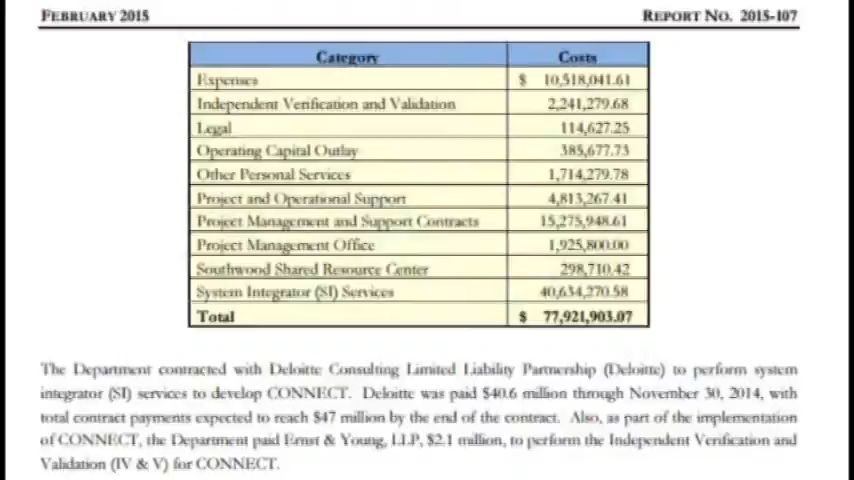 FEBRUARY 2015 REPORT NO. 2015-107
Category Costs
Expenses $ 10,518,041.61
Independent Verification and Validation 2,241,279.68
Legal 114,627.25
Operating Capital Outlay 385,677.73
Other Personal Services 1,714,279.78
Project and Operational Support 4,813,267.41
Project Management and Support Contracts 15,275,948.61
Project Management Office 1,925,800.00
Southwood Shared Resource Center 298,710.42
System Integrator (SI) Services 40,634,270.58
Total $ 77,921,903.07
The Department contracted with Deloitte Consulting Limited Liability Partnership (Deloitte) to perform system
integrator (SI) services to develop CONNECT. Deloitte was paid $40.6 million through November 30, 2014, with
total contract payments expected to reach $47 million by the end of the contract. Also, as part of the implementation
of CONNECT, the Department paid Ernst & Young, LLP, $2.1 million, to perform the Independent Verification and
Validation (IV & V) for CONNECT.